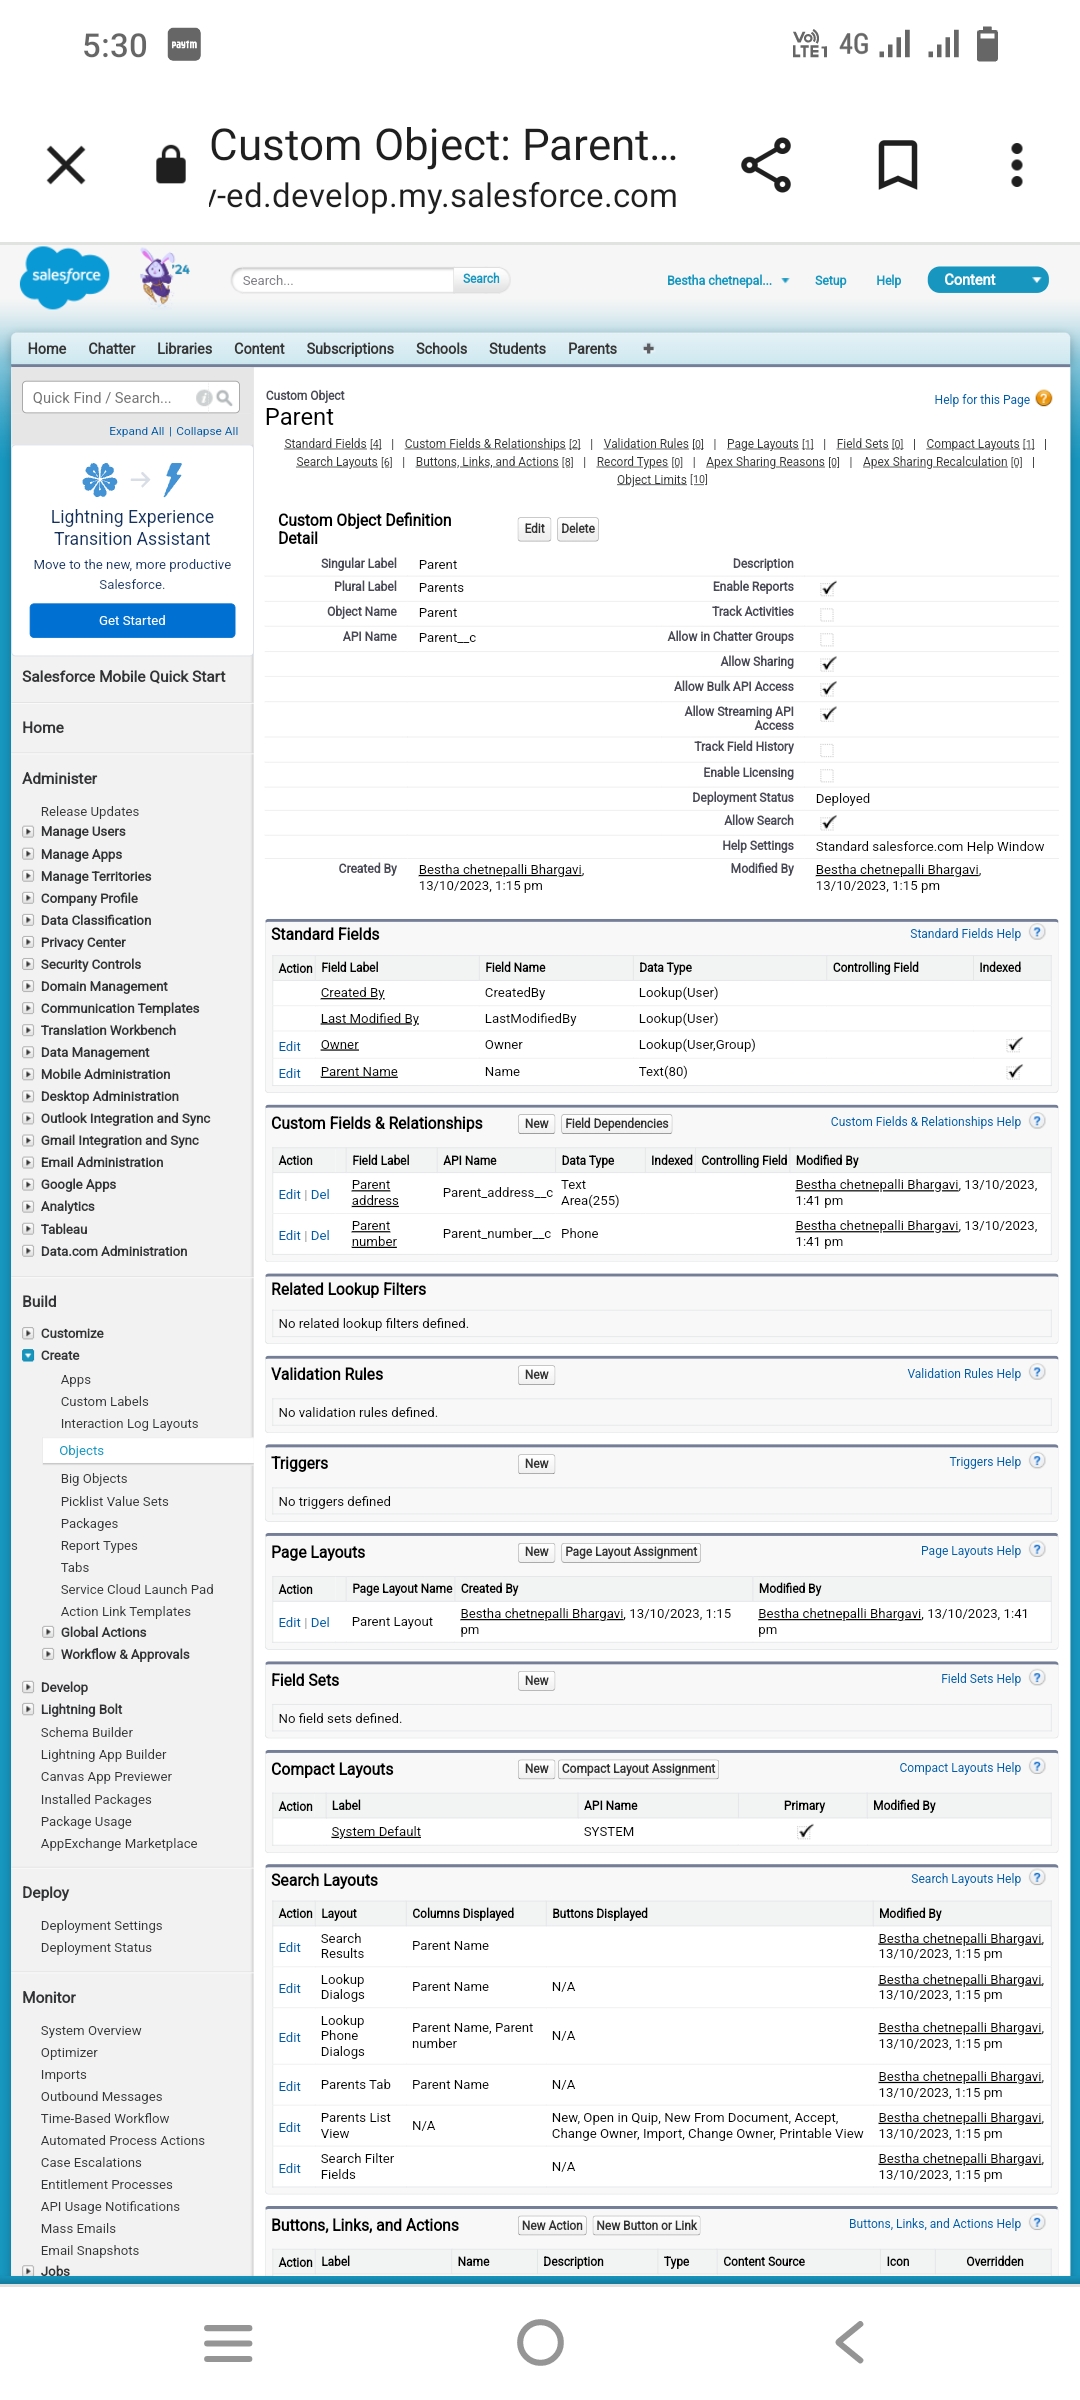 5:30
paytm
Vo)) LTE1 4G
Custom Object: Parent...
-ed.develop.my.salesforce.com
salesforce
'24
Search...
Search
Bestha chetnepal...
Setup
Help
Content
Home Chatter Libraries Content Subscriptions Schools Students Parents +
Quick Find / Search...
Expand All | Collapse All
Lightning Experience
Transition Assistant
Move to the new, more productive
Salesforce.
Get Started
Salesforce Mobile Quick Start
Home
Administer
Release Updates
Manage Users
Manage Apps
Manage Territories
Company Profile
Data Classification
Privacy Center
Security Controls
Domain Management
Communication Templates
Translation Workbench
Data Management
Mobile Administration
Desktop Administration
Outlook Integration and Sync
Gmail Integration and Sync
Email Administration
Google Apps
Analytics
Tableau
Data.com Administration
Build
Customize
Create
Apps
Custom Labels
Interaction Log Layouts
Objects
Big Objects
Picklist Value Sets
Packages
Report Types
Tabs
Service Cloud Launch Pad
Action Link Templates
Global Actions
Workflow & Approvals
Develop
Lightning Bolt
Schema Builder
Lightning App Builder
Canvas App Previewer
Installed Packages
Package Usage
AppExchange Marketplace
Deploy
Deployment Settings
Deployment Status
Monitor
System Overview
Optimizer
Imports
Outbound Messages
Time-Based Workflow
Automated Process Actions
Case Escalations
Entitlement Processes
API Usage Notifications
Mass Emails
Email Snapshots
Jobs
Custom Object
Parent
Help for this Page ?
Standard Fields [4] | Custom Fields & Relationships [2] | Validation Rules [0] | Page Layouts [1] | Field Sets [0] | Compact Layouts [1] |
Search Layouts [6] | Buttons, Links, and Actions [8] | Record Types [0] | Apex Sharing Reasons [0] | Apex Sharing Recalculation [0] |
Object Limits [10]
Custom Object Definition
Detail
Edit Delete
Singular Label Parent Description
Plural Label Parents Enable Reports
Object Name Parent Track Activities
API Name Parent__c Allow in Chatter Groups
Allow Sharing
Allow Bulk API Access
Allow Streaming API
Access
Track Field History
Enable Licensing
Deployment Status Deployed
Allow Search
Help Settings Standard salesforce.com Help Window
Created By Bestha chetnepalli Bhargavi, Modified By Bestha chetnepalli Bhargavi,
13/10/2023, 1:15 pm 13/10/2023, 1:15 pm
Standard Fields Standard Fields Help ?
Action Field Label Field Name Data Type Controlling Field Indexed
Created By CreatedBy Lookup(User)
Last Modified By LastModifiedBy Lookup(User)
Edit Owner Owner Lookup(User,Group)
Edit Parent Name Name Text(80)
Custom Fields & Relationships New Field Dependencies Custom Fields & Relationships Help ?
Action Field Label API Name Data Type Indexed Controlling Field Modified By
Edit | Del Parent address Parent_address__c Text Area(255) Bestha chetnepalli Bhargavi, 13/10/2023, 1:41 pm
Edit | Del Parent number Parent_number__c Phone Bestha chetnepalli Bhargavi, 13/10/2023, 1:41 pm
Related Lookup Filters
No related lookup filters defined.
Validation Rules New Validation Rules Help ?
No validation rules defined.
Triggers New Triggers Help ?
No triggers defined
Page Layouts New Page Layout Assignment Page Layouts Help ?
Action Page Layout Name Created By Modified By
Edit | Del Parent Layout Bestha chetnepalli Bhargavi, 13/10/2023, 1:15 pm Bestha chetnepalli Bhargavi, 13/10/2023, 1:41 pm
Field Sets New Field Sets Help ?
No field sets defined.
Compact Layouts New Compact Layout Assignment Compact Layouts Help ?
Action Label API Name Primary Modified By
System Default SYSTEM
Search Layouts Search Layouts Help ?
Action Layout Columns Displayed Buttons Displayed Modified By
Edit Search Results Parent Name Bestha chetnepalli Bhargavi, 13/10/2023, 1:15 pm
Edit Lookup Dialogs Parent Name N/A Bestha chetnepalli Bhargavi, 13/10/2023, 1:15 pm
Edit Lookup Phone Dialogs Parent Name, Parent number N/A Bestha chetnepalli Bhargavi, 13/10/2023, 1:15 pm
Edit Parents Tab Parent Name N/A Bestha chetnepalli Bhargavi, 13/10/2023, 1:15 pm
Edit Parents List View N/A New, Open in Quip, New From Document, Accept, Change Owner, Import, Change Owner, Printable View Bestha chetnepalli Bhargavi, 13/10/2023, 1:15 pm
Edit Search Filter Fields N/A Bestha chetnepalli Bhargavi, 13/10/2023, 1:15 pm
Buttons, Links, and Actions New Action New Button or Link Buttons, Links, and Actions Help ?
Action Label Name Description Type Content Source Icon Overridden